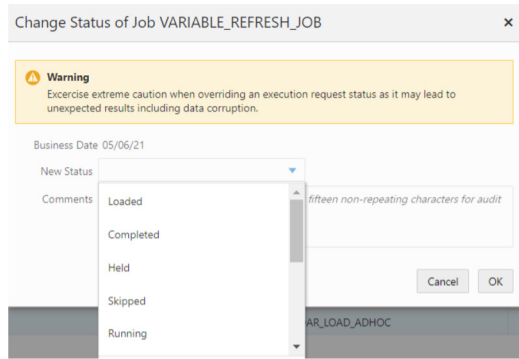 Change Status of Job VARIABLE_REFRESH_JOB
Warning
Excercise extreme caution when overriding an execution request status as it may lead to
unexpected results including data corruption.
Business Date 05/06/21
New Status
Comments
fifteen non-repeating characters for audit
Loaded
Completed
Held
Skipped
Running
Cancel OK
AR_LOAD_ADHOC